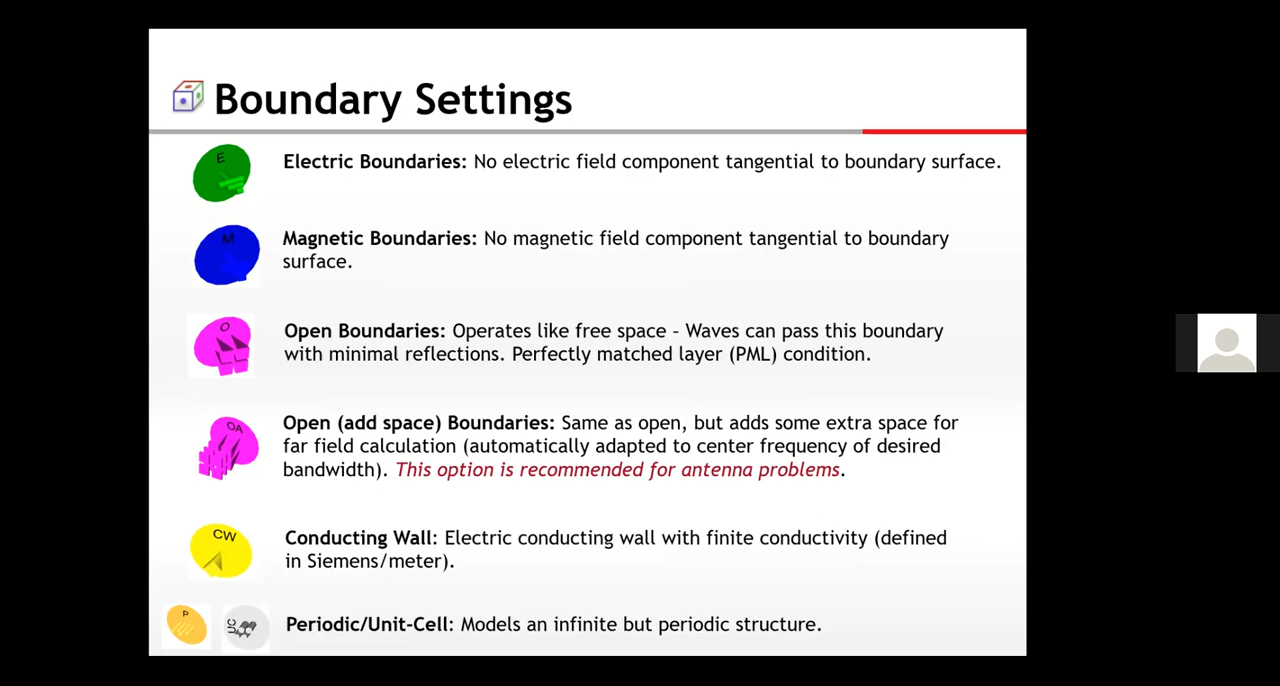 Boundary Settings
E
Electric Boundaries: No electric field component tangential to boundary surface.
M
Magnetic Boundaries: No magnetic field component tangential to boundary
surface.
O
Open Boundaries: Operates like free space – Waves can pass this boundary
with minimal reflections. Perfectly matched layer (PML) condition.
OA
Open (add space) Boundaries: Same as open, but adds some extra space for
far field calculation (automatically adapted to center frequency of desired
bandwidth). This option is recommended for antenna problems.
CW
Conducting Wall: Electric conducting wall with finite conductivity (defined
in Siemens/meter).
P
UC
Periodic/Unit-Cell: Models an infinite but periodic structure.